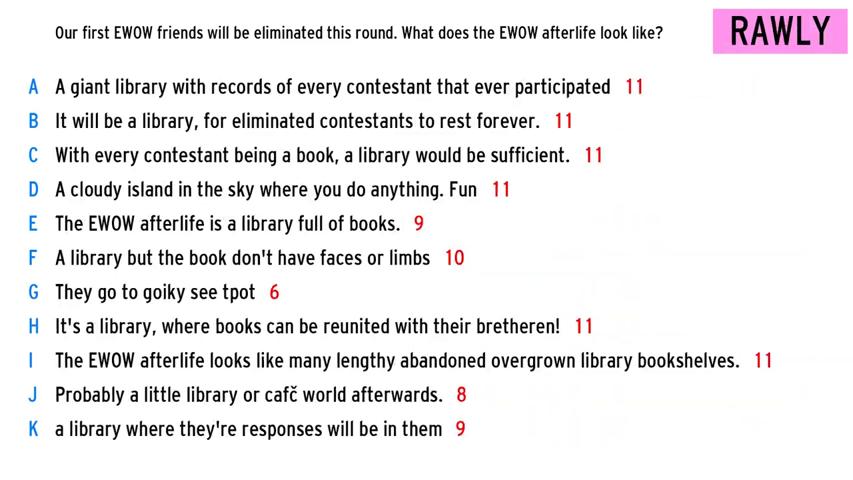 Our first EWOW friends will be eliminated this round. What does the EWOW afterlife look like?
RAWLY
A A giant library with records of every contestant that ever participated 11
B It will be a library, for eliminated contestants to rest forever. 11
C With every contestant being a book, a library would be sufficient. 11
D A cloudy island in the sky where you do anything. Fun 11
E The EWOW afterlife is a library full of books. 9
F A library but the book don't have faces or limbs 10
G They go to goiky see tpot 6
H It's a library, where books can be reunited with their bretheren! 11
I The EWOW afterlife looks like many lengthy abandoned overgrown library bookshelves. 11
J Probably a little library or cafč world afterwards. 8
K a library where they're responses will be in them 9